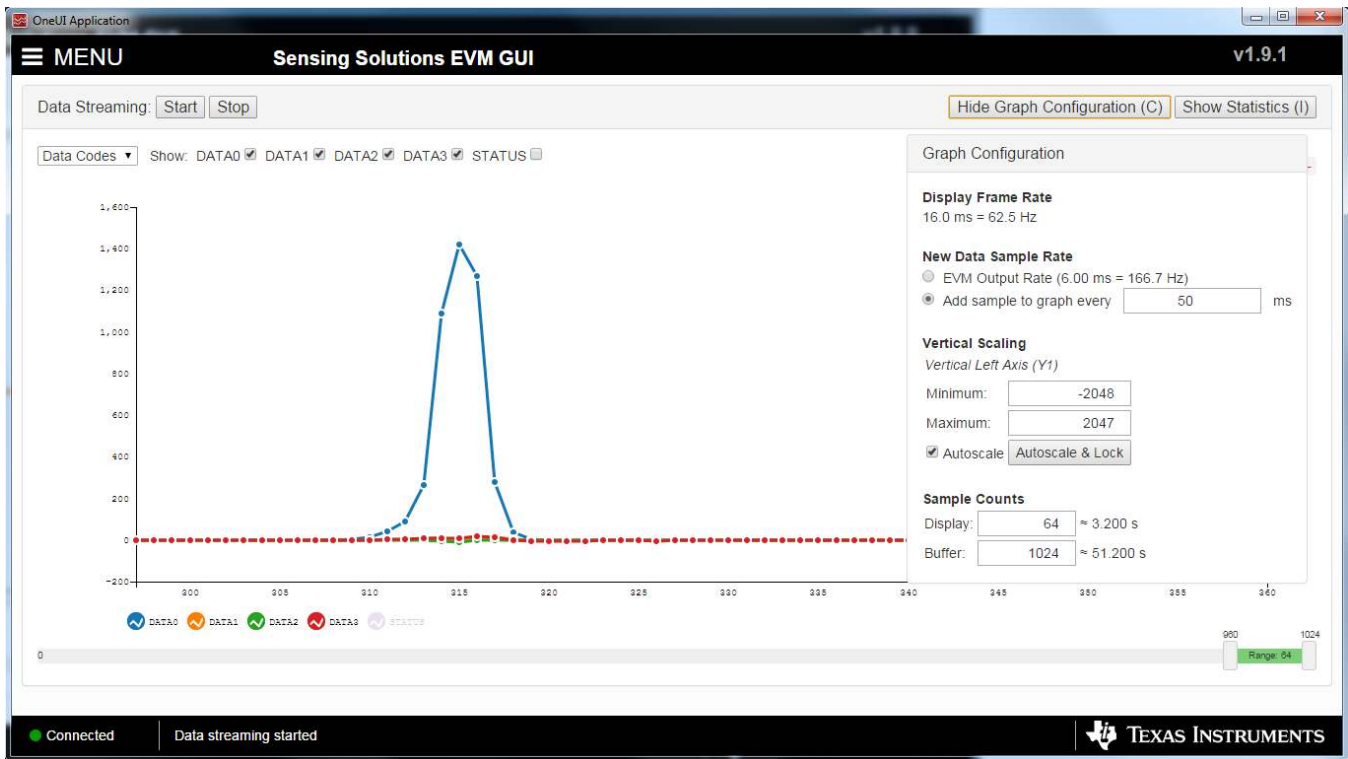 OneUI Application
MENU
Sensing Solutions EVM GUI
v1.9.1
Data Streaming: Start Stop
Hide Graph Configuration (C) Show Statistics (I)
Data Codes Show: DATA0 DATA1 DATA2 DATA3 STATUS
Graph Configuration
Display Frame Rate
16.0 ms = 62.5 Hz
New Data Sample Rate
EVM Output Rate (6.00 ms = 166.7 Hz)
Add sample to graph every 50 ms
Vertical Scaling
Vertical Left Axis (Y1)
Minimum: -2048
Maximum: 2047
Autoscale Autoscale & Lock
Sample Counts
Display: 64 ≈ 3.200 s
Buffer: 1024 ≈ 51.200 s
1,600
1,400
1,200
1,000
800
600
400
200
0
-200
300 305 310 315 320 325 330 335 340 345 350 355 360
DATA0 DATA1 DATA2 DATA3 STATUS
960 1024
0 Range: 64
Connected Data streaming started
TEXAS INSTRUMENTS